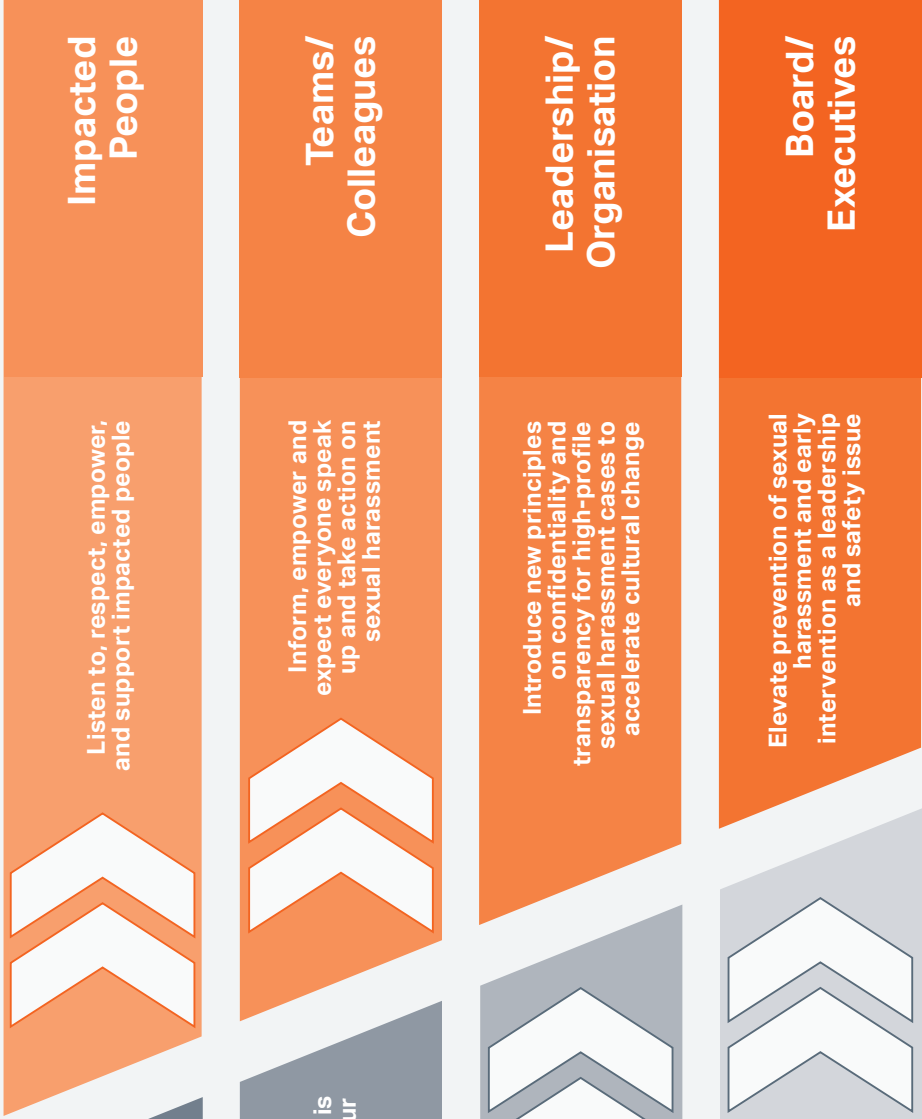 Impacted
People
Listen to, respect, empower,
and support impacted people
Teams/
Colleagues
Inform, empower and
expect everyone speak
up and take action on
sexual harassment
is
ur
Leadership/
Organisation
Introduce new principles
on confidentiality and
transparency for high-profile
sexual harassment cases to
accelerate cultural change
Board/
Executives
Elevate prevention of sexual
harassment and early
intervention as a leadership
and safety issue